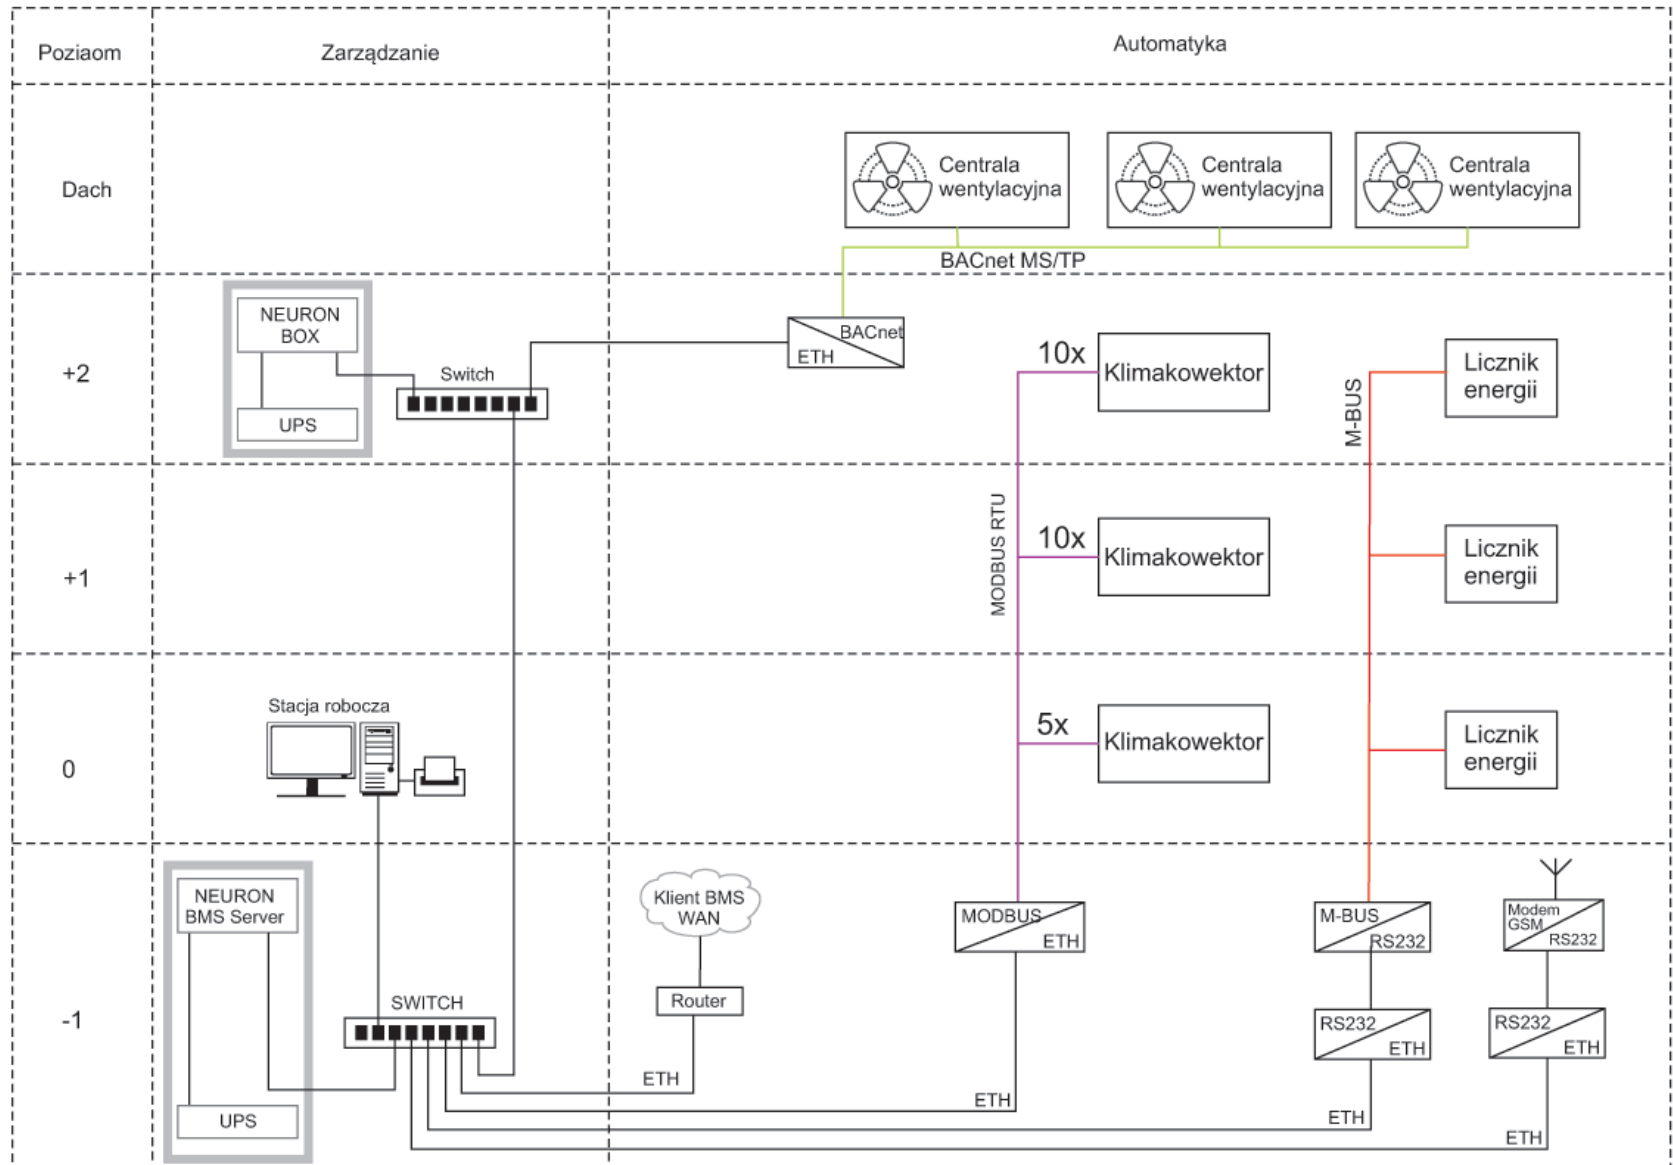 Poziaom
Zarządzanie
Automatyka
Dach
Centrala
wentylacyjna
Centrala
wentylacyjna
Centrala
wentylacyjna
BACnet MS/TP
+2
NEURON
BOX
UPS
Switch
BACnet
ETH
10x
Klimakowektor
M-BUS
Licznik
energii
+1
MODBUS RTU
10x
Klimakowektor
Licznik
energii
0
Stacja robocza
5x
Klimakowektor
Licznik
energii
-1
NEURON
BMS Server
UPS
SWITCH
Klient BMS
WAN
Router
ETH
MODBUS
ETH
ETH
M-BUS
RS232
RS232
ETH
ETH
Modem
GSM
RS232
RS232
ETH
ETH